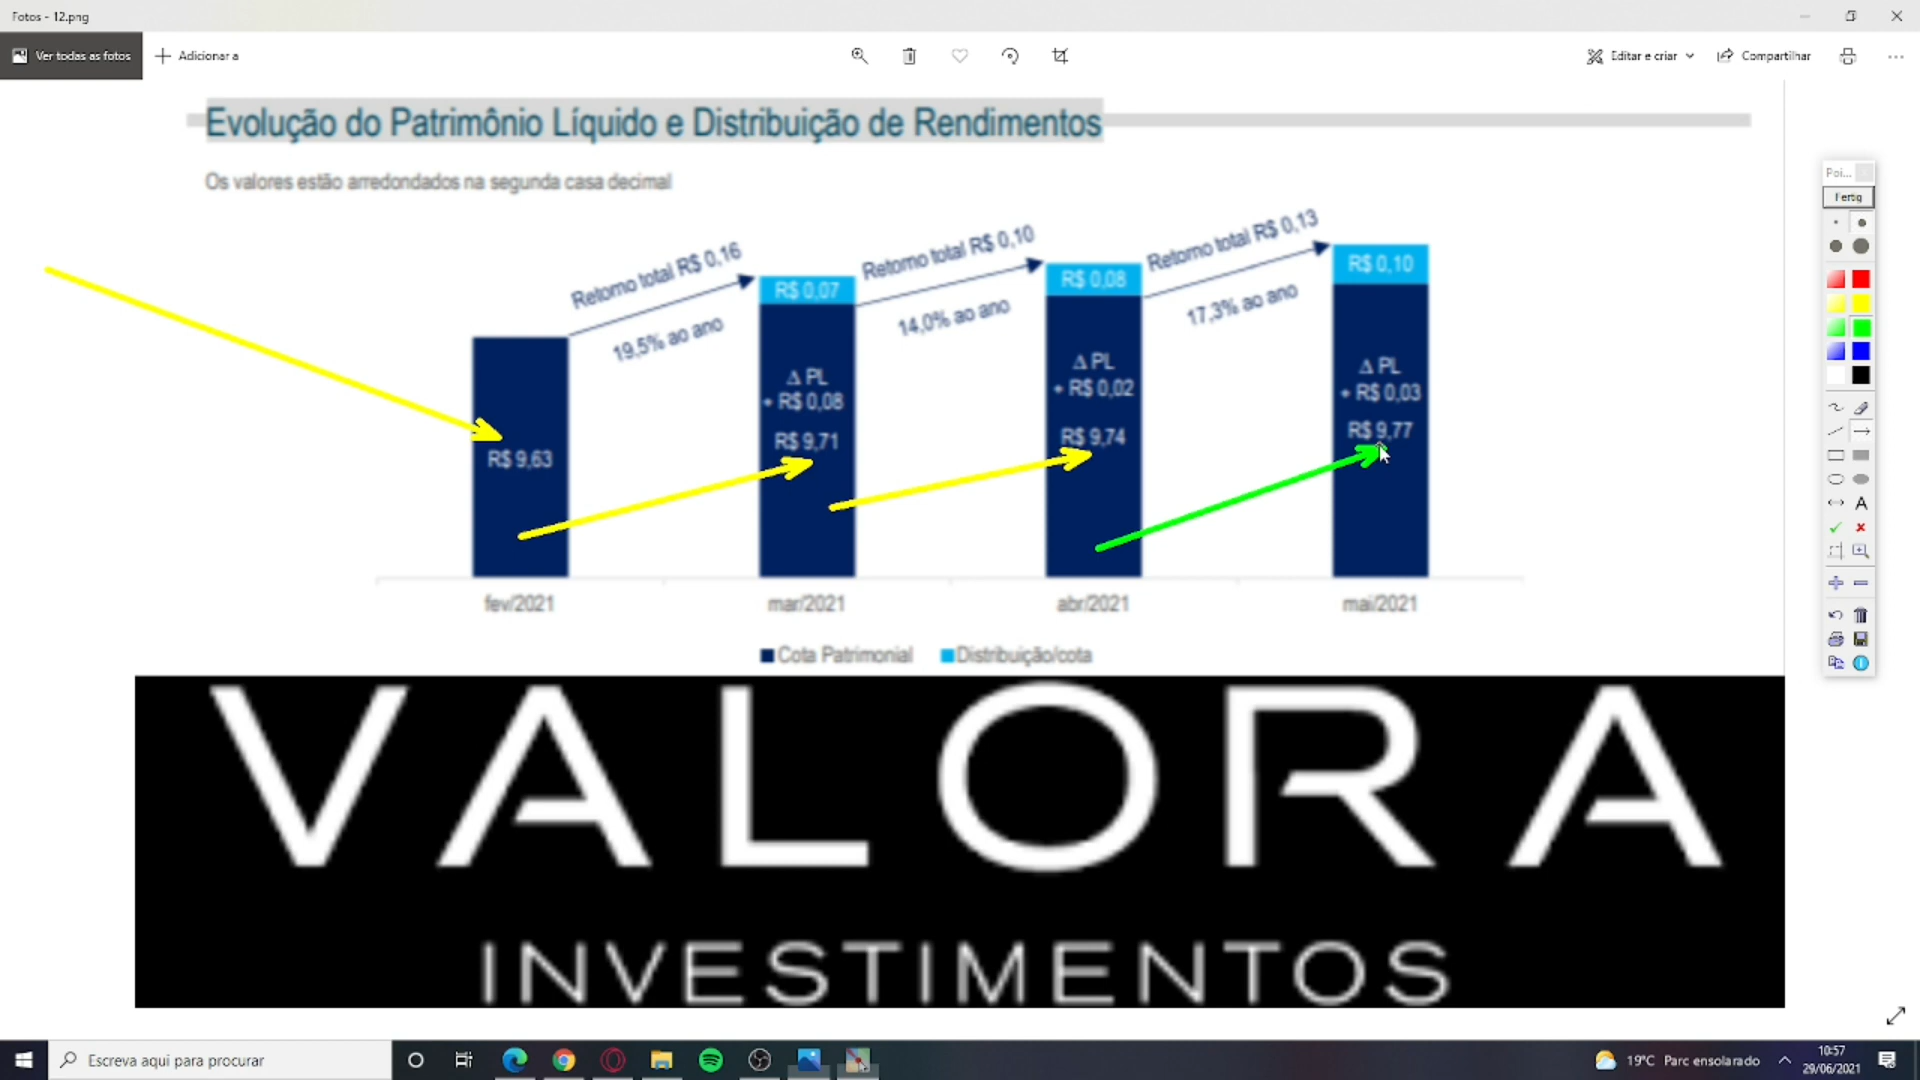 Fotos - 12.png
Ver todas as fotos
Adicionar a
Editar e criar
Compartilhar
Evolução do Patrimônio Líquido e Distribuição de Rendimentos
Os valores estão arredondados na segunda casa decimal
Poi...
Fertig
Retorno total R$ 0,16
19,5% ao ano
Retorno total R$ 0,10
14,0% ao ano
Retorno total R$ 0,13
17,3% ao ano
R$ 0,07
R$ 0,08
R$ 0,10
Δ PL
+ R$ 0,08
R$ 9,71
Δ PL
+ R$ 0,02
R$ 9,74
Δ PL
+ R$ 0,03
R$ 9,77
R$ 9,63
A
fev/2021
mar/2021
abr/2021
mai/2021
Cota Patrimonial
Distribuição/cota
VALORA
INVESTIMENTOS
Escreva aqui para procurar
19°C Parc ensolarado
10:57
29/06/2021